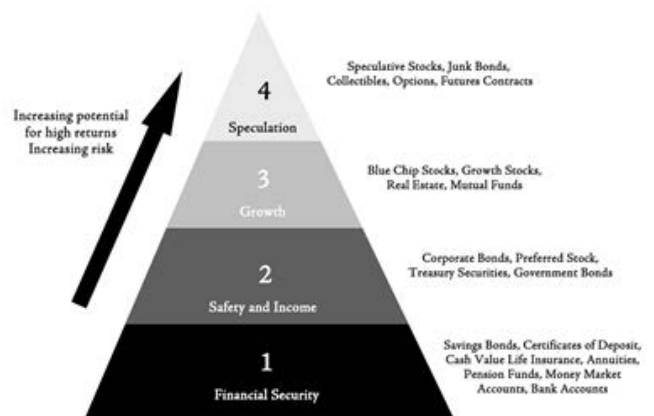 4
Speculation
Speculative Stocks, Junk Bonds,
Collectibles, Options, Futures Contracts
Increasing potential
for high returns
Increasing risk
3
Growth
Blue Chip Stocks, Growth Stocks,
Real Estate, Mutual Funds
2
Safety and Income
Corporate Bonds, Preferred Stock,
Treasury Securities, Government Bonds
1
Financial Security
Savings Bonds, Certificates of Deposit,
Cash Value Life Insurance, Annuities,
Pension Funds, Money Market
Accounts, Bank Accounts